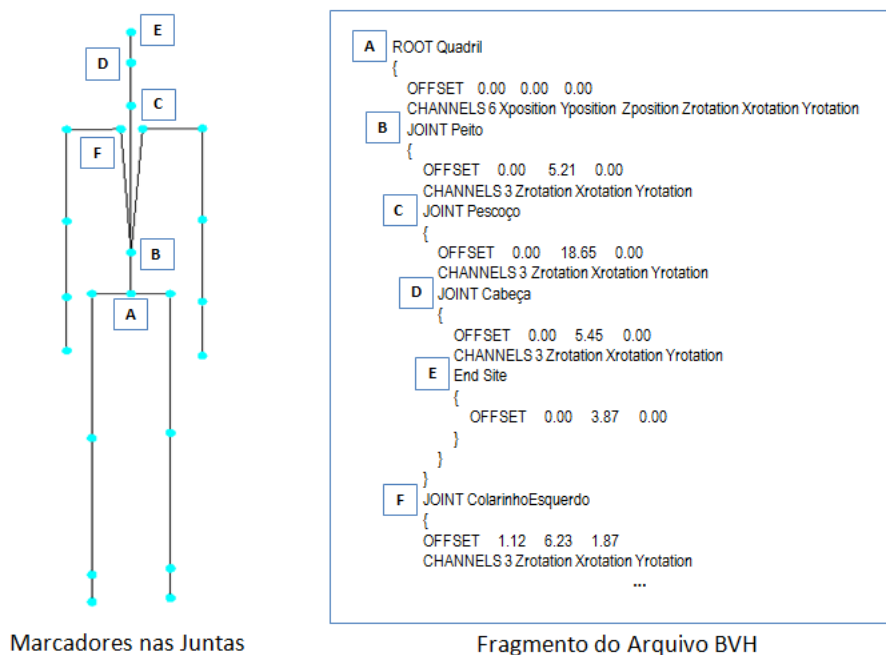 E
D
C
F
B
A
Marcadores nas Juntas
A ROOT Quadril
{
OFFSET 0.00 0.00 0.00
CHANNELS 6 Xposition Yposition Zposition Zrotation Xrotation Yrotation
B JOINT Peito
{
OFFSET 0.00 5.21 0.00
CHANNELS 3 Zrotation Xrotation Yrotation
C JOINT Pescoço
{
OFFSET 0.00 18.65 0.00
CHANNELS 3 Zrotation Xrotation Yrotation
D JOINT Cabeça
{
OFFSET 0.00 5.45 0.00
CHANNELS 3 Zrotation Xrotation Yrotation
E End Site
{
OFFSET 0.00 3.87 0.00
}
}
}
F JOINT ColarinhoEsquerdo
{
OFFSET 1.12 6.23 1.87
CHANNELS 3 Zrotation Xrotation Yrotation
...
Fragmento do Arquivo BVH